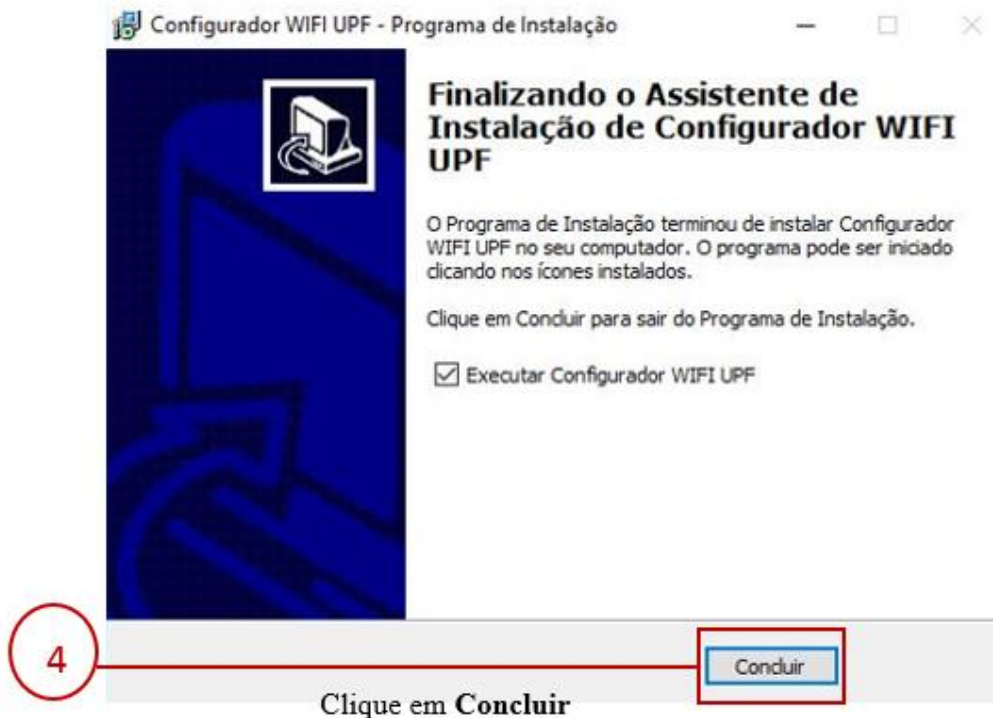 Configurador WIFI UPF - Programa de Instalação
Finalizando o Assistente de
Instalação de Configurador WIFI
UPF
O Programa de Instalação terminou de instalar Configurador
WIFI UPF no seu computador. O programa pode ser iniciado
clicando nos ícones instalados.
Clique em Concluir para sair do Programa de Instalação.
Executar Configurador WIFI UPF
4
Concluir
Clique em Concluir